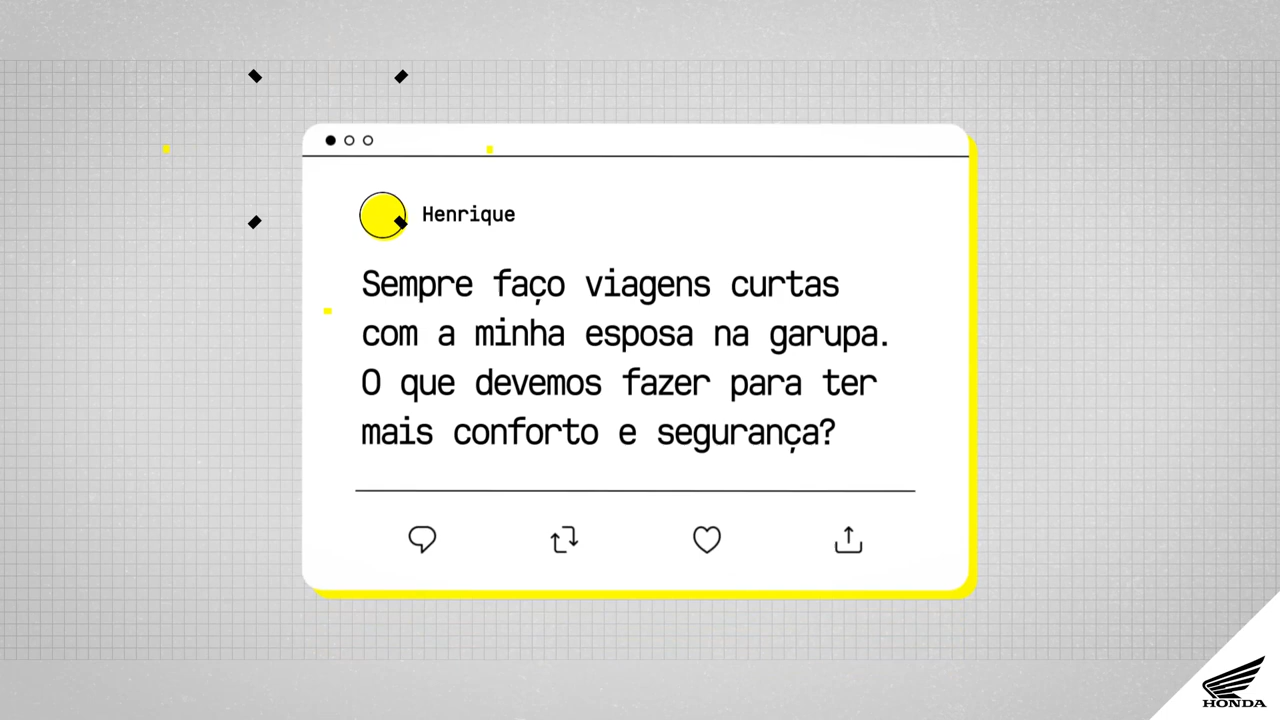 Henrique
Sempre faço viagens curtas
com a minha esposa na garupa.
O que devemos fazer para ter
mais conforto e segurança?
HONDA